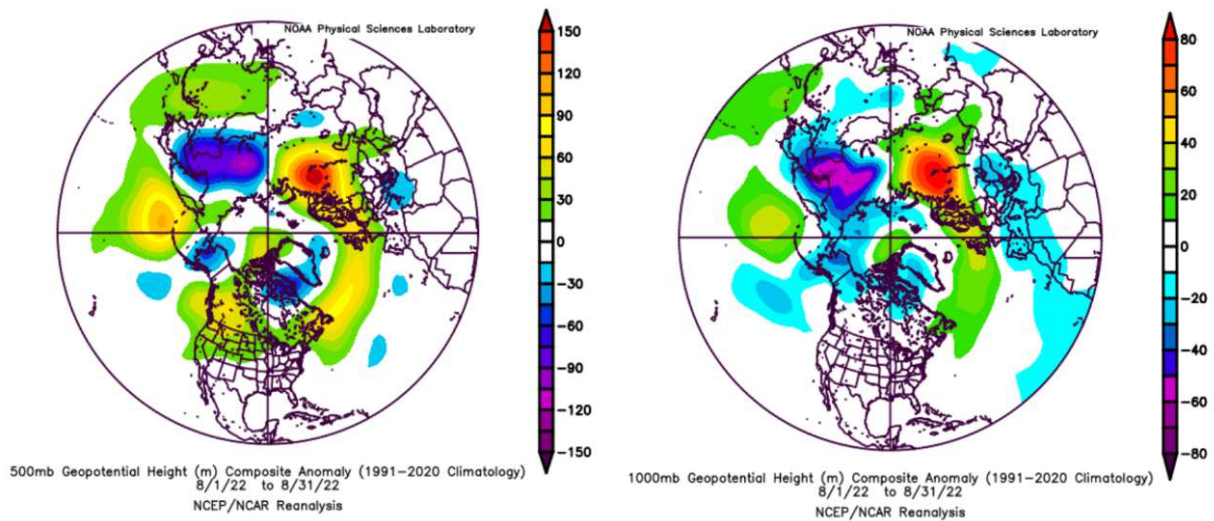 NOAA Physical Sciences Laboratory
150
120
90
60
30
0
-30
-60
-90
-120
-150
500mb Geopotential Height (m) Composite Anomaly (1991-2020 Climatology)
8/1/22 to 8/31/22
NCEP/NCAR Reanalysis
NOAA Physical Sciences Laboratory
80
60
40
20
0
-20
-40
-60
-80
1000mb Geopotential Height (m) Composite Anomaly (1991-2020 Climatology)
8/1/22 to 8/31/22
NCEP/NCAR Reanalysis